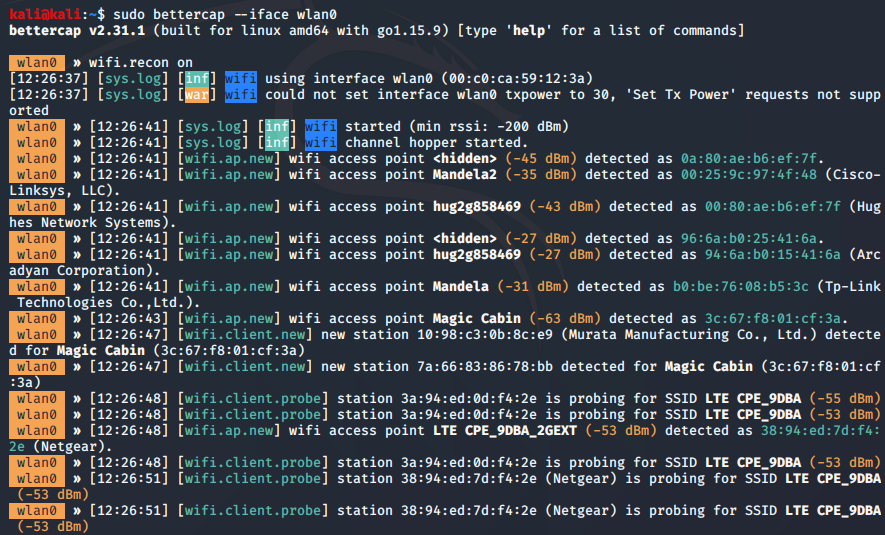 kali@kali:~$ sudo bettercap --iface wlan0
bettercap v2.31.1 (built for linux amd64 with go1.15.9) [type 'help' for a list of commands]
wlan0 » wifi.recon on
[12:26:37] [sys.log] [inf] wifi using interface wlan0 (00:c0:ca:59:12:3a)
[12:26:37] [sys.log] [war] wifi could not set interface wlan0 txpower to 30, 'Set Tx Power' requests not supp
orted
wlan0 » [12:26:41] [sys.log] [inf] wifi started (min rssi: -200 dBm)
wlan0 » [12:26:41] [sys.log] [inf] wifi channel hopper started.
wlan0 » [12:26:41] [wifi.ap.new] wifi access point <hidden> (-45 dBm) detected as 0a:80:ae:b6:ef:7f.
wlan0 » [12:26:41] [wifi.ap.new] wifi access point Mandela2 (-35 dBm) detected as 00:25:9c:97:4f:48 (Cisco-
Linksys, LLC).
wlan0 » [12:26:41] [wifi.ap.new] wifi access point hug2g858469 (-43 dBm) detected as 00:80:ae:b6:ef:7f (Hug
hes Network Systems).
wlan0 » [12:26:41] [wifi.ap.new] wifi access point <hidden> (-27 dBm) detected as 96:6a:b0:25:41:6a.
wlan0 » [12:26:41] [wifi.ap.new] wifi access point hug2g858469 (-27 dBm) detected as 94:6a:b0:15:41:6a (Arc
adyan Corporation).
wlan0 » [12:26:41] [wifi.ap.new] wifi access point Mandela (-31 dBm) detected as b0:be:76:08:b5:3c (Tp-Link
Technologies Co.,Ltd.).
wlan0 » [12:26:43] [wifi.ap.new] wifi access point Magic Cabin (-63 dBm) detected as 3c:67:f8:01:cf:3a.
wlan0 » [12:26:47] [wifi.client.new] new station 10:98:c3:0b:8c:e9 (Murata Manufacturing Co., Ltd.) detecte
d for Magic Cabin (3c:67:f8:01:cf:3a)
wlan0 » [12:26:47] [wifi.client.new] new station 7a:66:83:86:78:bb detected for Magic Cabin (3c:67:f8:01:cf
:3a)
wlan0 » [12:26:48] [wifi.client.probe] station 3a:94:ed:0d:f4:2e is probing for SSID LTE CPE_9DBA (-55 dBm)
wlan0 » [12:26:48] [wifi.client.probe] station 3a:94:ed:0d:f4:2e is probing for SSID LTE CPE_9DBA (-53 dBm)
wlan0 » [12:26:48] [wifi.ap.new] wifi access point LTE CPE_9DBA_2GEXT (-53 dBm) detected as 38:94:ed:7d:f4:
2e (Netgear).
wlan0 » [12:26:48] [wifi.client.probe] station 3a:94:ed:0d:f4:2e is probing for SSID LTE CPE_9DBA (-53 dBm)
wlan0 » [12:26:51] [wifi.client.probe] station 38:94:ed:7d:f4:2e (Netgear) is probing for SSID LTE CPE_9DBA
(-53 dBm)
wlan0 » [12:26:51] [wifi.client.probe] station 38:94:ed:7d:f4:2e (Netgear) is probing for SSID LTE CPE_9DBA
(-53 dBm)